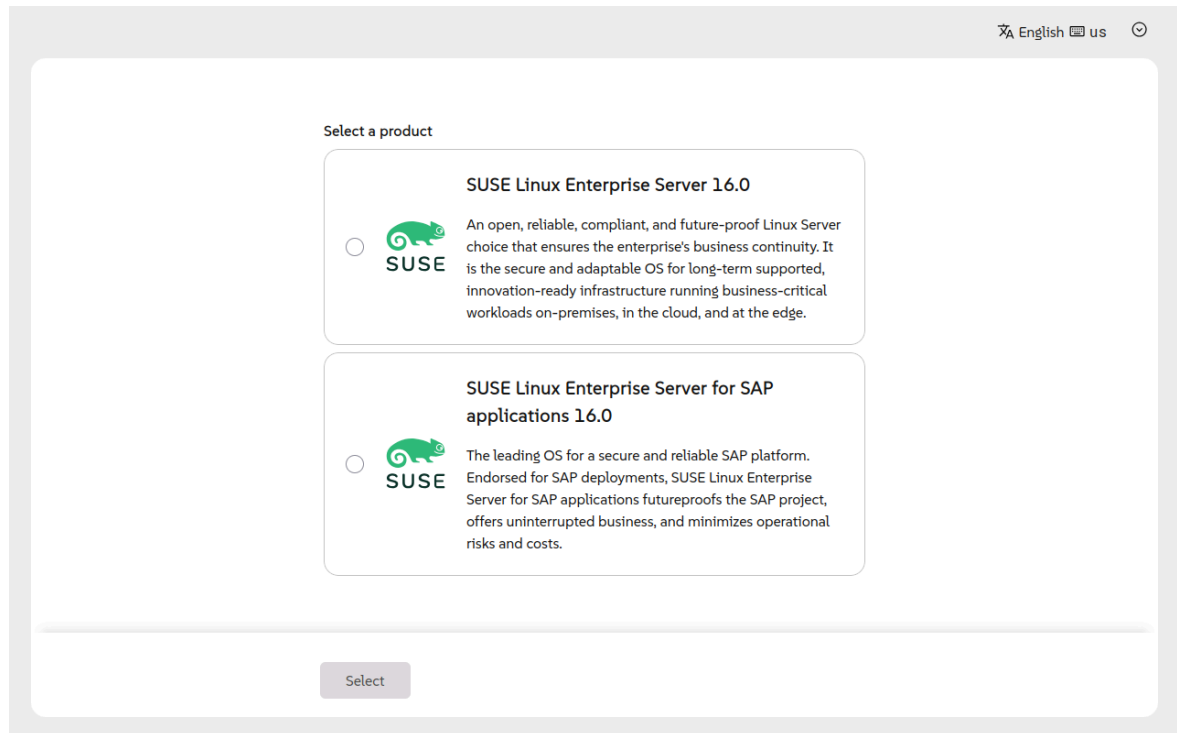 English us
Select a product
SUSE Linux Enterprise Server 16.0
An open, reliable, compliant, and future-proof Linux Server
choice that ensures the enterprise's business continuity. It
is the secure and adaptable OS for long-term supported,
innovation-ready infrastructure running business-critical
workloads on-premises, in the cloud, and at the edge.
SUSE
SUSE Linux Enterprise Server for SAP
applications 16.0
The leading OS for a secure and reliable SAP platform.
Endorsed for SAP deployments, SUSE Linux Enterprise
Server for SAP applications futureproofs the SAP project,
offers uninterrupted business, and minimizes operational
risks and costs.
SUSE
Select